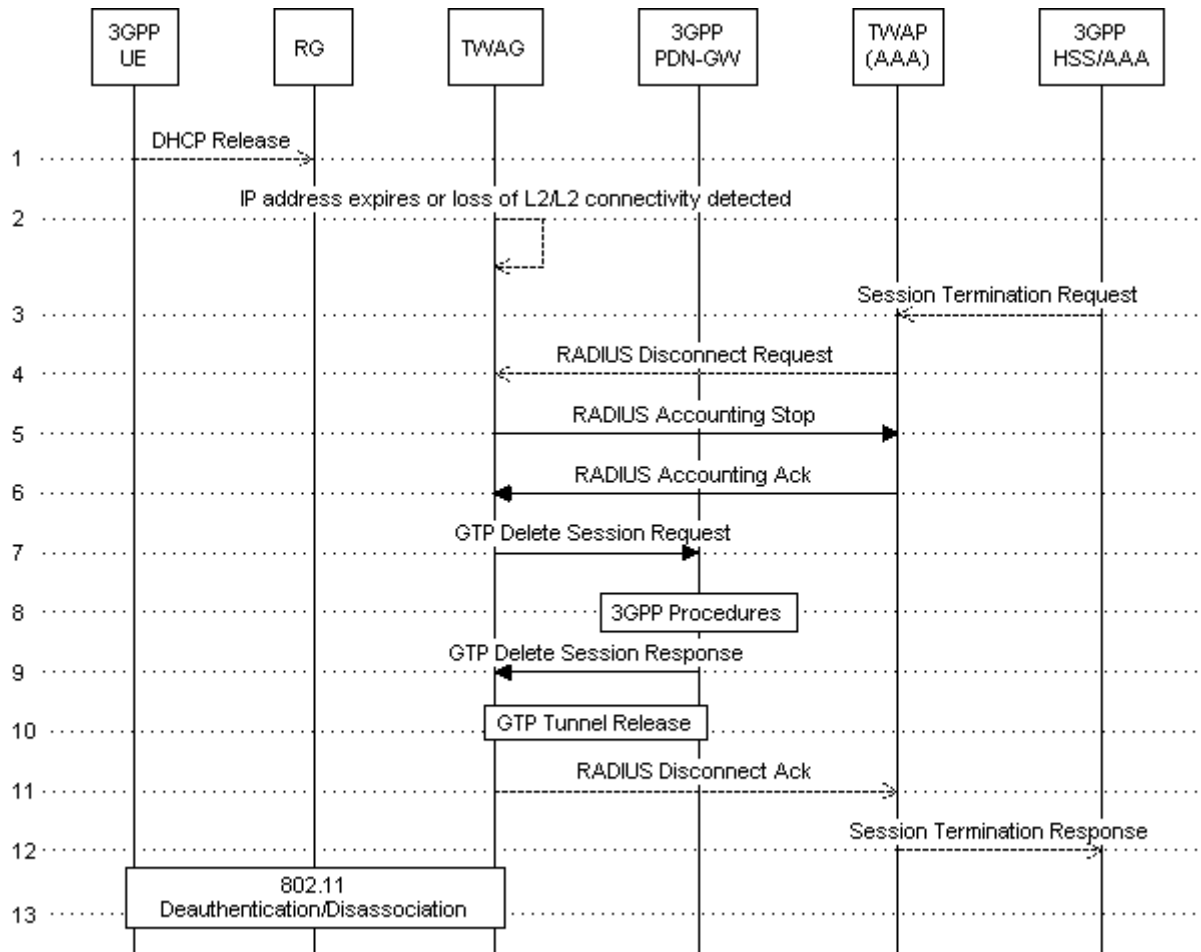 3GPP
UE
RG
TWAG
3GPP
PDN-GW
TWAP
(AAA)
3GPP
HSS/AAA
1
DHCP Release
IP address expires or loss of L2/L2 connectivity detected
2
Session Termination Request
3
RADIUS Disconnect Request
4
RADIUS Accounting Stop
5
RADIUS Accounting Ack
6
GTP Delete Session Request
7
8
3GPP Procedures
GTP Delete Session Response
9
10
GTP Tunnel Release
RADIUS Disconnect Ack
11
Session Termination Response
12
802.11
Deauthentication/Disassociation
13